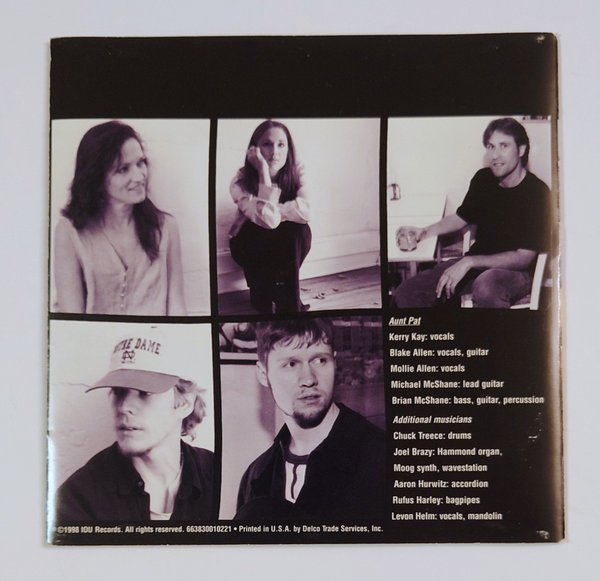 NOTRE DAME
ND
Aunt Pat
Kerry Kay: vocals
Blake Allen: vocals, guitar
Mollie Allen: vocals
Michael McShane: lead guitar
Brian McShane: bass, guitar, percussion
Additional musicians
Chuck Treece: drums
Joel Brazy: Hammond organ,
Moog synth, wavestation
Aaron Hurwitz: accordion
Rufus Harley: bagpipes
Levon Helm: vocals, mandolin
©1998 IOU Records. All rights reserved. 663830010221 • Printed in U.S.A. by Delco Trade Services, Inc.